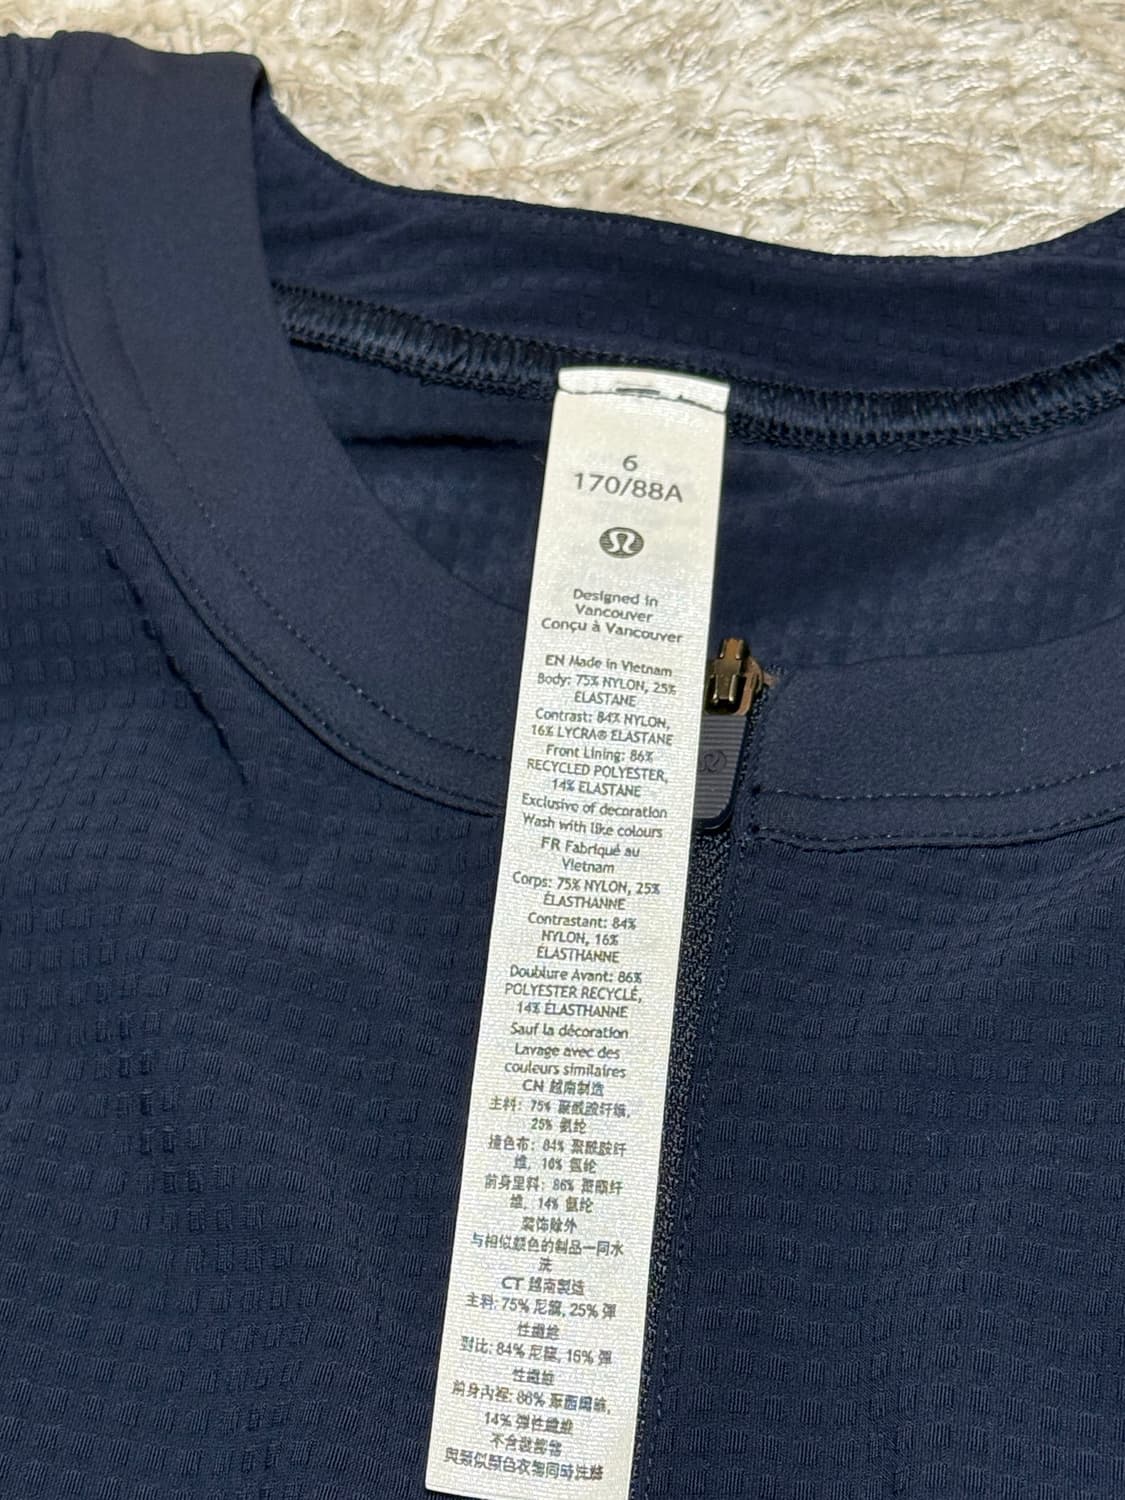 6
170/88A
Designed in
Vancouver
Conçu à Vancouver
EN Made in Vietnam
Body: 75% NYLON, 25%
ELASTANE
Contrast: 84% NYLON,
16% LYCRA® ELASTANE
Front Lining: 86%
RECYCLED POLYESTER,
14% ELASTANE
Exclusive of decoration
Wash with like colours
FR Fabriqué au
Vietnam
Corps: 75% NYLON, 25%
ÉLASTHANNE
Contrastant: 84%
NYLON, 16%
ÉLASTHANNE
Doublure Avant: 86%
POLYESTER RECYCLÉ,
14% ÉLASTHANNE
Sauf la décoration
Lavage avec des
couleurs similaires
CN 越南制造
主料: 75% 聚酰胺纤维,
25% 氨纶
撞色布: 84% 聚酰胺纤
维, 16% 氨纶
前身里料: 86% 聚酯纤
维, 14% 氨纶
装饰除外
与相似颜色的制品一同水
洗
CT 越南製造
主料: 75% 尼龍, 25% 彈
性纖維
對比: 84% 尼龍, 16% 彈
性纖維
前身內裡: 86%
14% 彈性纖維
不含裝飾物
與類似顏色衣物同時洗滌